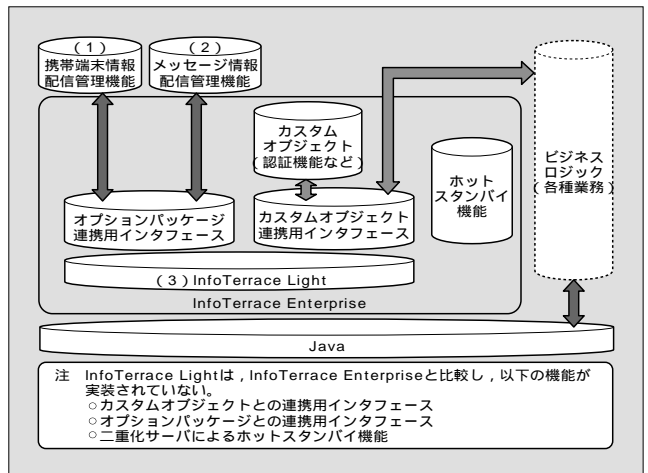 (1)
携帯端末情報
配信管理機能
(2)
メッセージ情報
配信管理機能
カスタム
オブジェクト
(認証機能など)
ホット
スタンバイ
機能
ビジネス
ロジック
(各種業務)
オプションパッケージ
連携用インタフェース
カスタムオブジェクト
連携用インタフェース
(3)InfoTerrace Light
InfoTerrace Enterprise
Java
注 InfoTerrace Lightは,InfoTerrace Enterpriseと比較し,以下の機能が
実装されていない。
○カスタムオブジェクトとの連携用インタフェース
○オプションパッケージとの連携用インタフェース
○二重化サーバによるホットスタンバイ機能